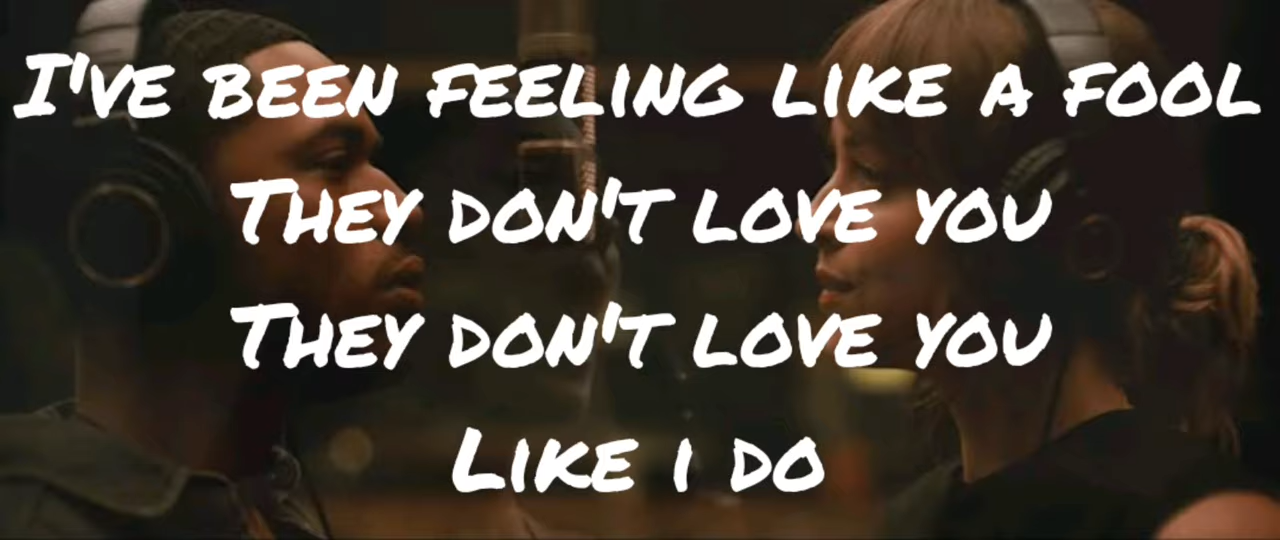 I'VE BEEN FEELING LIKE A FOOL
THEY DON'T LOVE YOU
THEY DON'T LOVE YOU
LIKE I DO